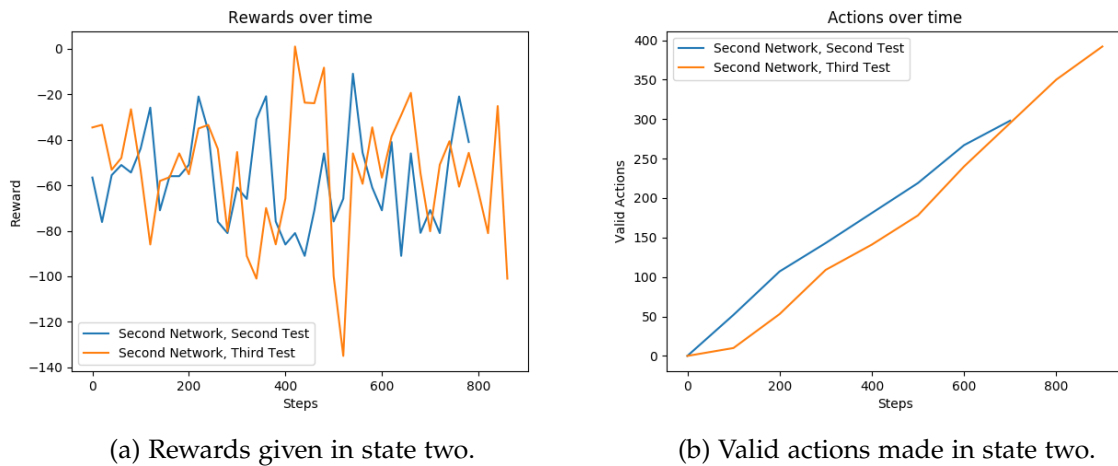 Rewards over time
0
−20
−40
−60
−80
−100
−120
−140
Reward
Second Network, Second Test
Second Network, Third Test
0 200 400 600 800
Steps
(a) Rewards given in state two.
Actions over time
400
350
300
250
200
150
100
50
0
Valid Actions
Second Network, Second Test
Second Network, Third Test
0 200 400 600 800
Steps
(b) Valid actions made in state two.